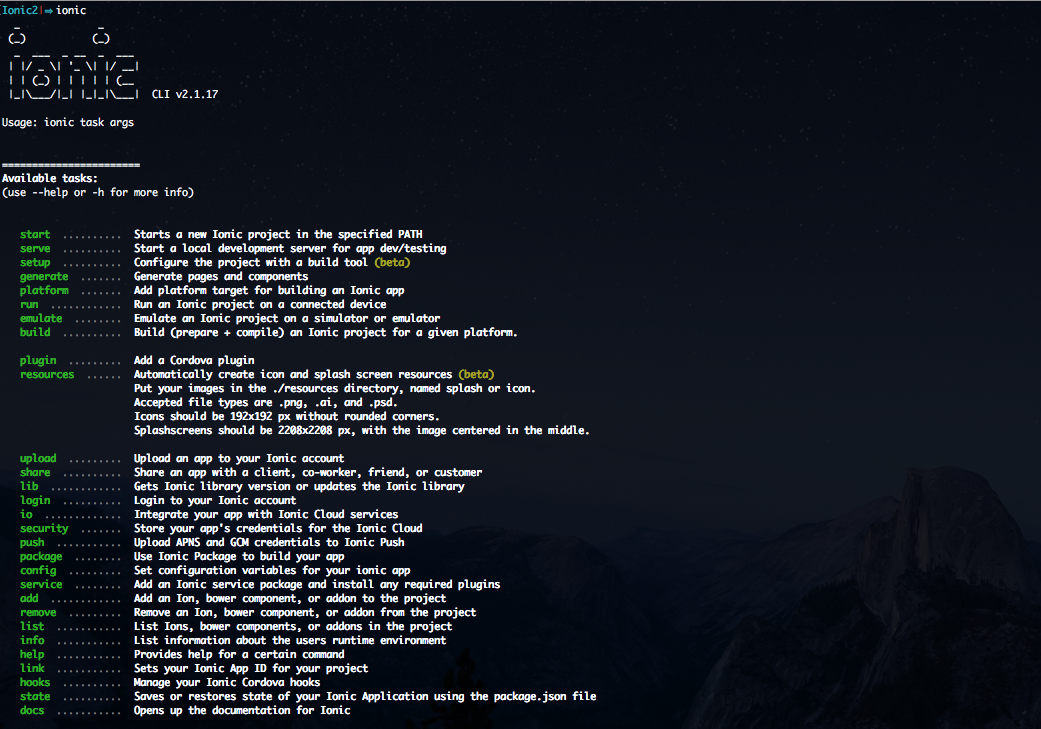 [Ionic2]⇒ ionic
 _             _
(_)           (_)
 _  ___  _ __  _  ___
| |/ _ \| '_ \| |/ __|
| | (_) | | | | | (__
|_|\___/|_| |_|_|\___|  CLI v2.1.17
Usage: ionic task args
=======================
Available tasks:
(use --help or -h for more info)
start .......... Starts a new Ionic project in the specified PATH
serve .......... Start a local development server for app dev/testing
setup .......... Configure the project with a build tool (beta)
generate ....... Generate pages and components
platform ....... Add platform target for building an Ionic app
run ............ Run an Ionic project on a connected device
emulate ........ Emulate an Ionic project on a simulator or emulator
build .......... Build (prepare + compile) an Ionic project for a given platform.
plugin ......... Add a Cordova plugin
resources ...... Automatically create icon and splash screen resources (beta)
Put your images in the ./resources directory, named splash or icon.
Accepted file types are .png, .ai, and .psd.
Icons should be 192x192 px without rounded corners.
Splashscreens should be 2208x2208 px, with the image centered in the middle.
upload ......... Upload an app to your Ionic account
share .......... Share an app with a client, co-worker, friend, or customer
lib ............ Gets Ionic library version or updates the Ionic library
login .......... Login to your Ionic account
io ............. Integrate your app with Ionic Cloud services
security ....... Store your app's credentials for the Ionic Cloud
push ........... Upload APNS and GCM credentials to Ionic Push
package ........ Use Ionic Package to build your app
config ......... Set configuration variables for your ionic app
service ........ Add an Ionic service package and install any required plugins
add ............ Add an Ion, bower component, or addon to the project
remove ......... Remove an Ion, bower component, or addon from the project
list ........... List Ions, bower components, or addons in the project
info ........... List information about the users runtime environment
help ........... Provides help for a certain command
link ........... Sets your Ionic App ID for your project
hooks .......... Manage your Ionic Cordova hooks
state .......... Saves or restores state of your Ionic Application using the package.json file
docs ........... Opens up the documentation for Ionic